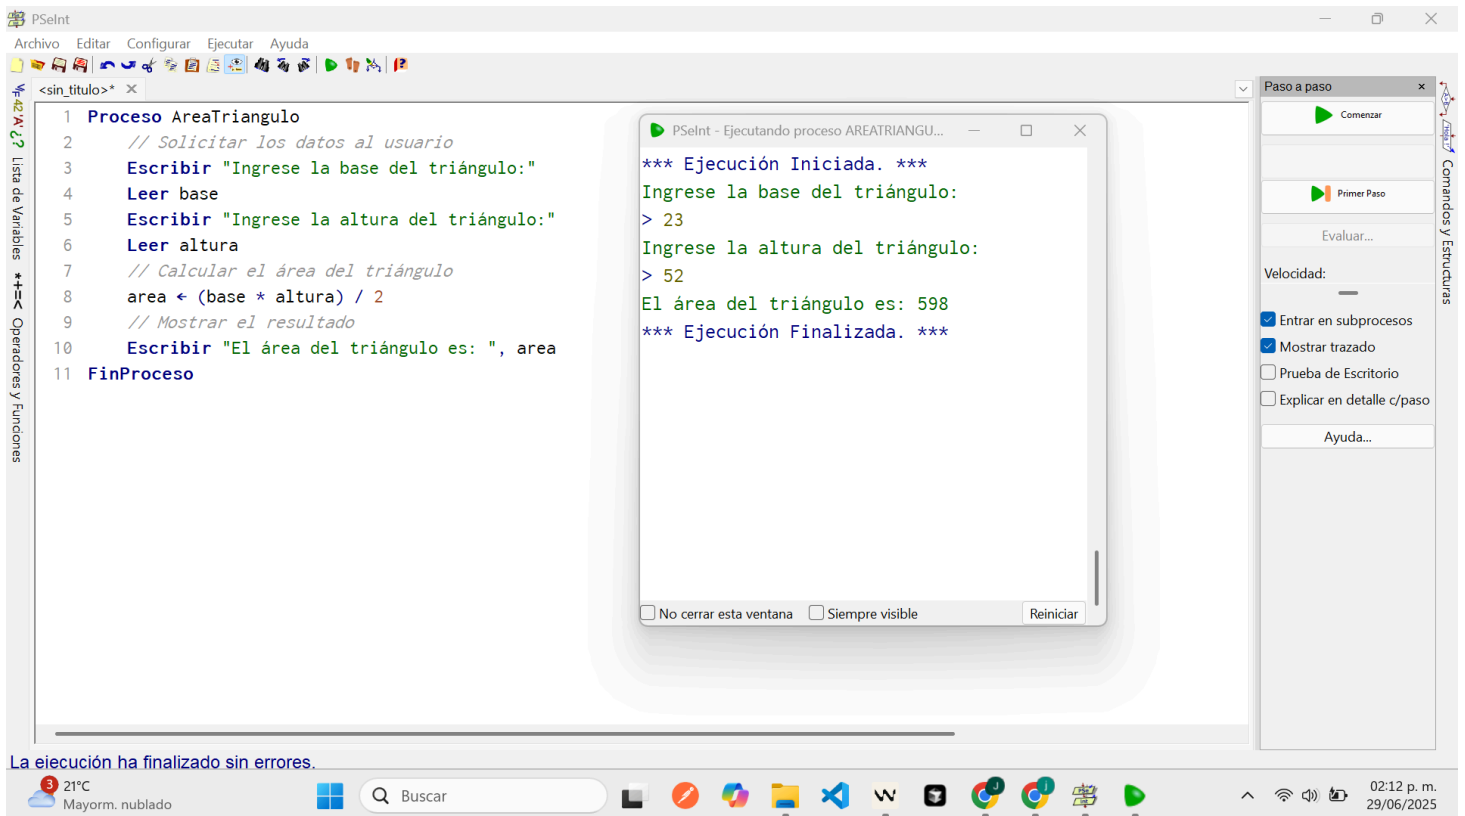 PSeInt
Archivo Editar Configurar Ejecutar Ayuda
<sin_titulo>*
1 Proceso AreaTriangulo
2 // Solicitar los datos al usuario
3 Escribir "Ingrese la base del triángulo:"
4 Leer base
5 Escribir "Ingrese la altura del triángulo:"
6 Leer altura
7 // Calcular el área del triángulo
8 area ← (base * altura) / 2
9 // Mostrar el resultado
10 Escribir "El área del triángulo es: ", area
11 FinProceso
Lista de Variables
*+=<
Operadores y Funciones
PSeInt - Ejecutando proceso AREATRIANGU...
*** Ejecución Iniciada. ***
Ingrese la base del triángulo:
> 23
Ingrese la altura del triángulo:
> 52
El área del triángulo es: 598
*** Ejecución Finalizada. ***
No cerrar esta ventana
Siempre visible
Reiniciar
Paso a paso
Comenzar
Primer Paso
Evaluar...
Velocidad:
Entrar en subprocesos
Mostrar trazado
Prueba de Escritorio
Explicar en detalle c/paso
Ayuda...
Comandos y Estructuras
La ejecución ha finalizado sin errores.
3
21°C
Mayorm. nublado
Buscar
02:12 p. m.
29/06/2025